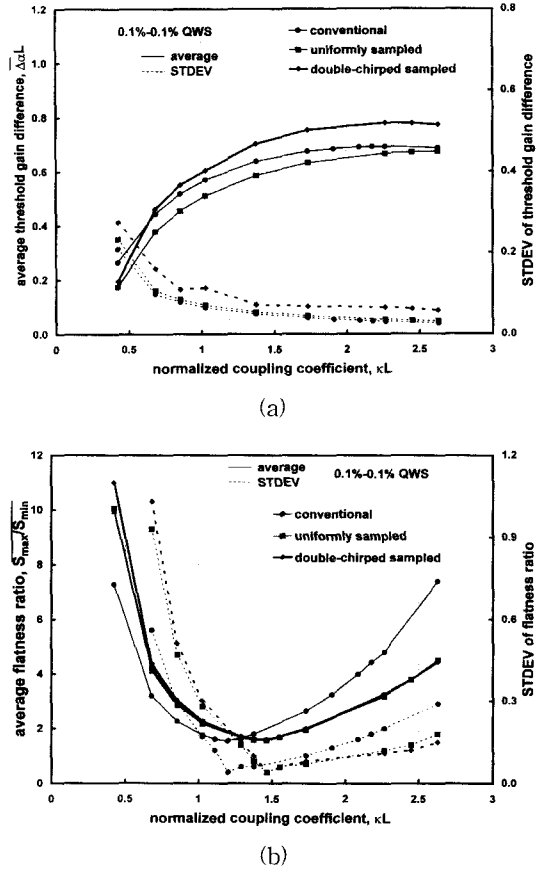 0.1%-0.1% QWS
average
STDEV
conventional
uniformly sampled
double-chirped sampled
average threshold gain difference, Δ̅α̅L
STDEV of threshold gain difference
1.2
1.0
0.8
0.6
0.4
0.2
0.0
0.8
0.6
0.4
0.2
0.0
0 0.5 1 1.5 2 2.5 3
normalized coupling coefficient, κL
(a)
average
STDEV
0.1%-0.1% QWS
conventional
uniformly sampled
double-chirped sampled
average flatness ratio, Smax/Smin
STDEV of flatness ratio
12
10
8
6
4
2
0
1.2
0.9
0.6
0.3
0.0
0 0.5 1 1.5 2 2.5 3
normalized coupling coefficient, κL
(b)